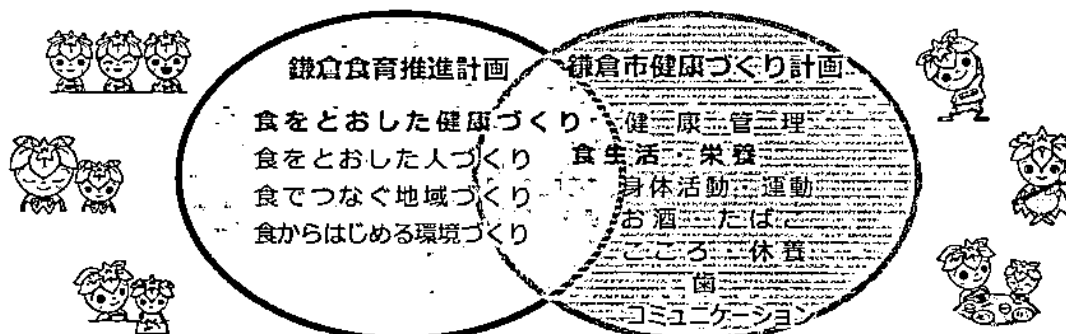 鎌倉食育推進計画
食をとおした健康づくり
食をとおした人づくり
食でつなぐ地域づくり
食からはじめる環境づくり
鎌倉市健康づくり計画
健康管理
食生活・栄養
身体活動・運動
お酒・たばこ
こころ・休養
歯
コミュニケーション